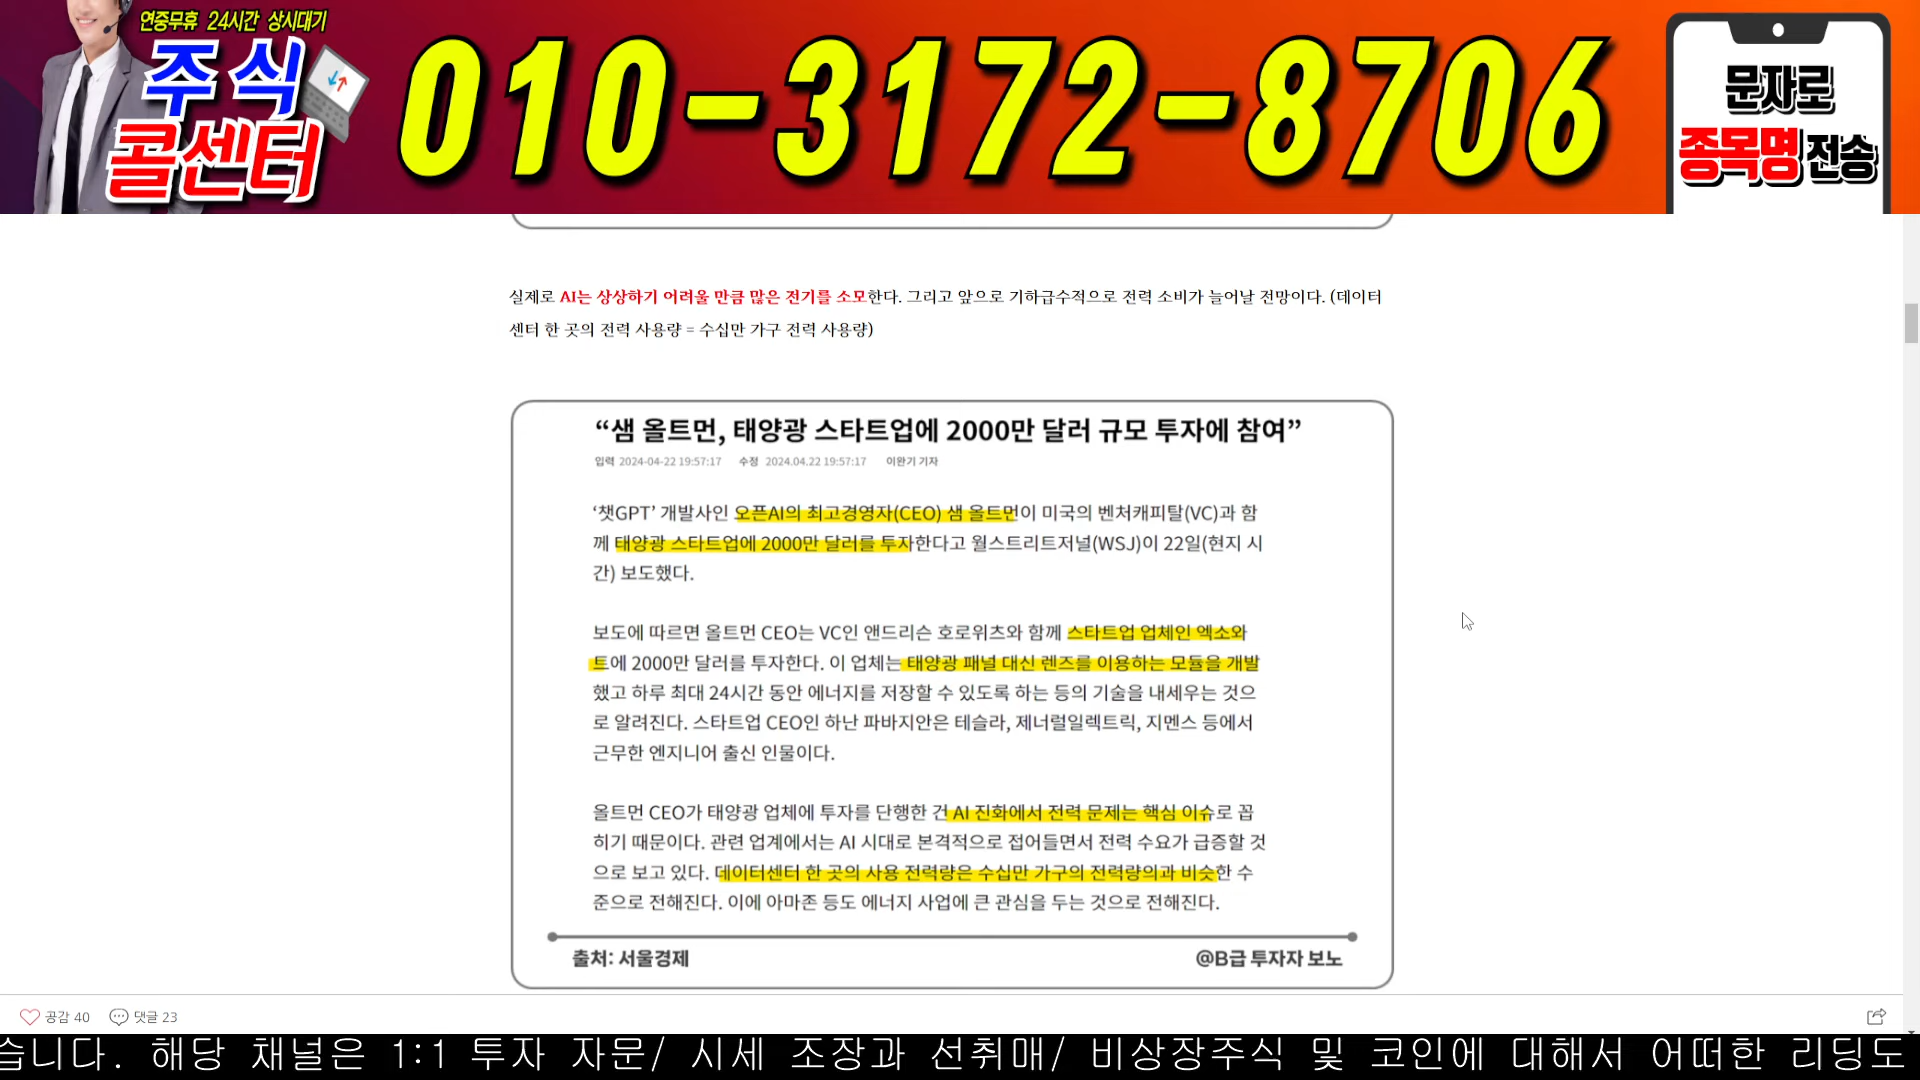 연중무휴 24시간 상시대기
주식
콜센터
010-3172-8706
문자로
종목명 전송
실제로 AI는 상상하기 어려울 만큼 많은 전기를 소모한다. 그리고 앞으로 기하급수적으로 전력 소비가 늘어날 전망이다. (데이터
센터 한 곳의 전력 사용량 = 수십만 가구 전력 사용량)
“샘 올트먼, 태양광 스타트업에 2000만 달러 규모 투자에 참여”
입력 2024-04-22 19:57:17 수정 2024.04.22 19:57:17 이완기 기자
‘챗GPT’ 개발사인 오픈AI의 최고경영자(CEO) 샘 올트먼이 미국의 벤처캐피탈(VC)과 함
께 태양광 스타트업에 2000만 달러를 투자한다고 월스트리트저널(WSJ)이 22일(현지 시
간) 보도했다.
보도에 따르면 올트먼 CEO는 VC인 앤드리슨 호로위츠와 함께 스타트업 업체인 엑소와
트에 2000만 달러를 투자한다. 이 업체는 태양광 패널 대신 렌즈를 이용하는 모듈을 개발
했고 하루 최대 24시간 동안 에너지를 저장할 수 있도록 하는 등의 기술을 내세우는 것으
로 알려진다. 스타트업 CEO인 하난 파바지안은 테슬라, 제너럴일렉트릭, 지멘스 등에서
근무한 엔지니어 출신 인물이다.
올트먼 CEO가 태양광 업체에 투자를 단행한 건 AI 진화에서 전력 문제는 핵심 이슈로 꼽
히기 때문이다. 관련 업계에서는 AI 시대로 본격적으로 접어들면서 전력 수요가 급증할 것
으로 보고 있다. 데이터센터 한 곳의 사용 전력량은 수십만 가구의 전력량의과 비슷한 수
준으로 전해진다. 이에 아마존 등도 에너지 사업에 큰 관심을 두는 것으로 전해진다.
출처: 서울경제 @B급 투자자 보노
공감 40 댓글 23
습니다. 해당 채널은 1:1 투자 자문/ 시세 조장과 선취매/ 비상장주식 및 코인에 대해서 어떠한 리딩도